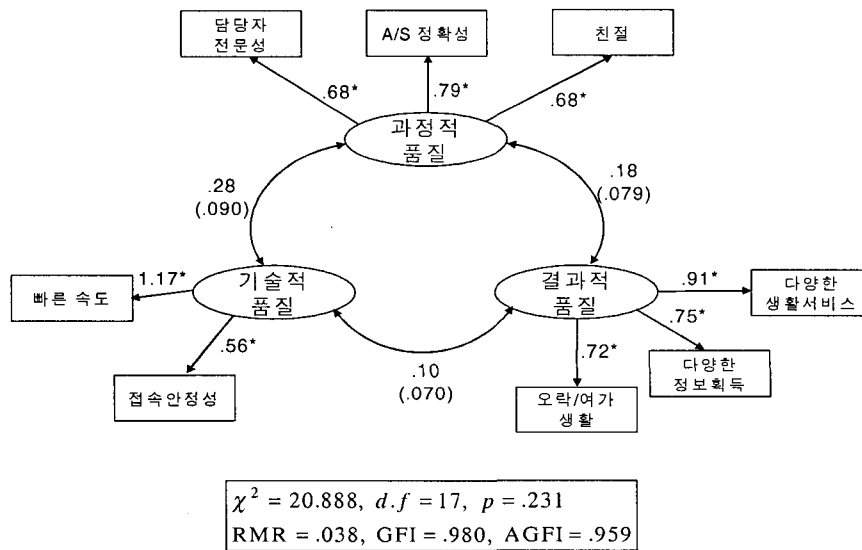 담당자
전문성
A/S 정확성
친절
.68*
.79*
.68*
과정적
품질
.28
(.090)
.18
(.079)
빠른 속도
1.17*
기술적
품질
결과적
품질
.91*
다양한
생활서비스
.56*
.75*
접속안정성
.10
(.070)
.72*
다양한
정보획득
오락/여가
생활
χ² = 20.888, d.f = 17, p = .231
RMR = .038, GFI = .980, AGFI = .959